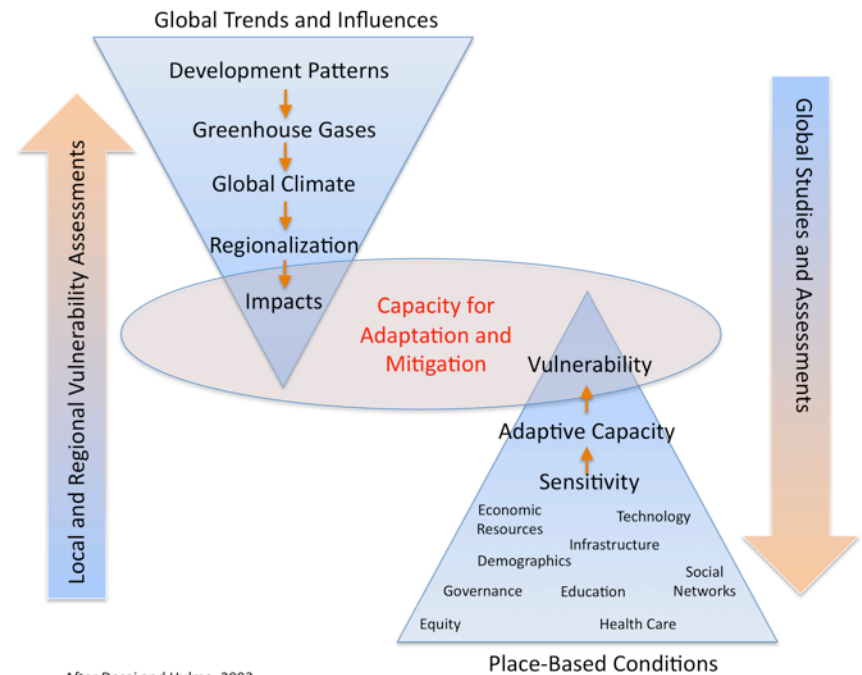 Global Trends and Influences
Development Patterns
Greenhouse Gases
Global Climate
Regionalization
Impacts
Local and Regional Vulnerability Assessments
Global Studies and Assessments
Capacity for
Adaptation and
Mitigation
Vulnerability
Adaptive Capacity
Sensitivity
Economic
Resources
Technology
Infrastructure
Demographics
Social
Networks
Governance
Education
Equity
Health Care
Place-Based Conditions